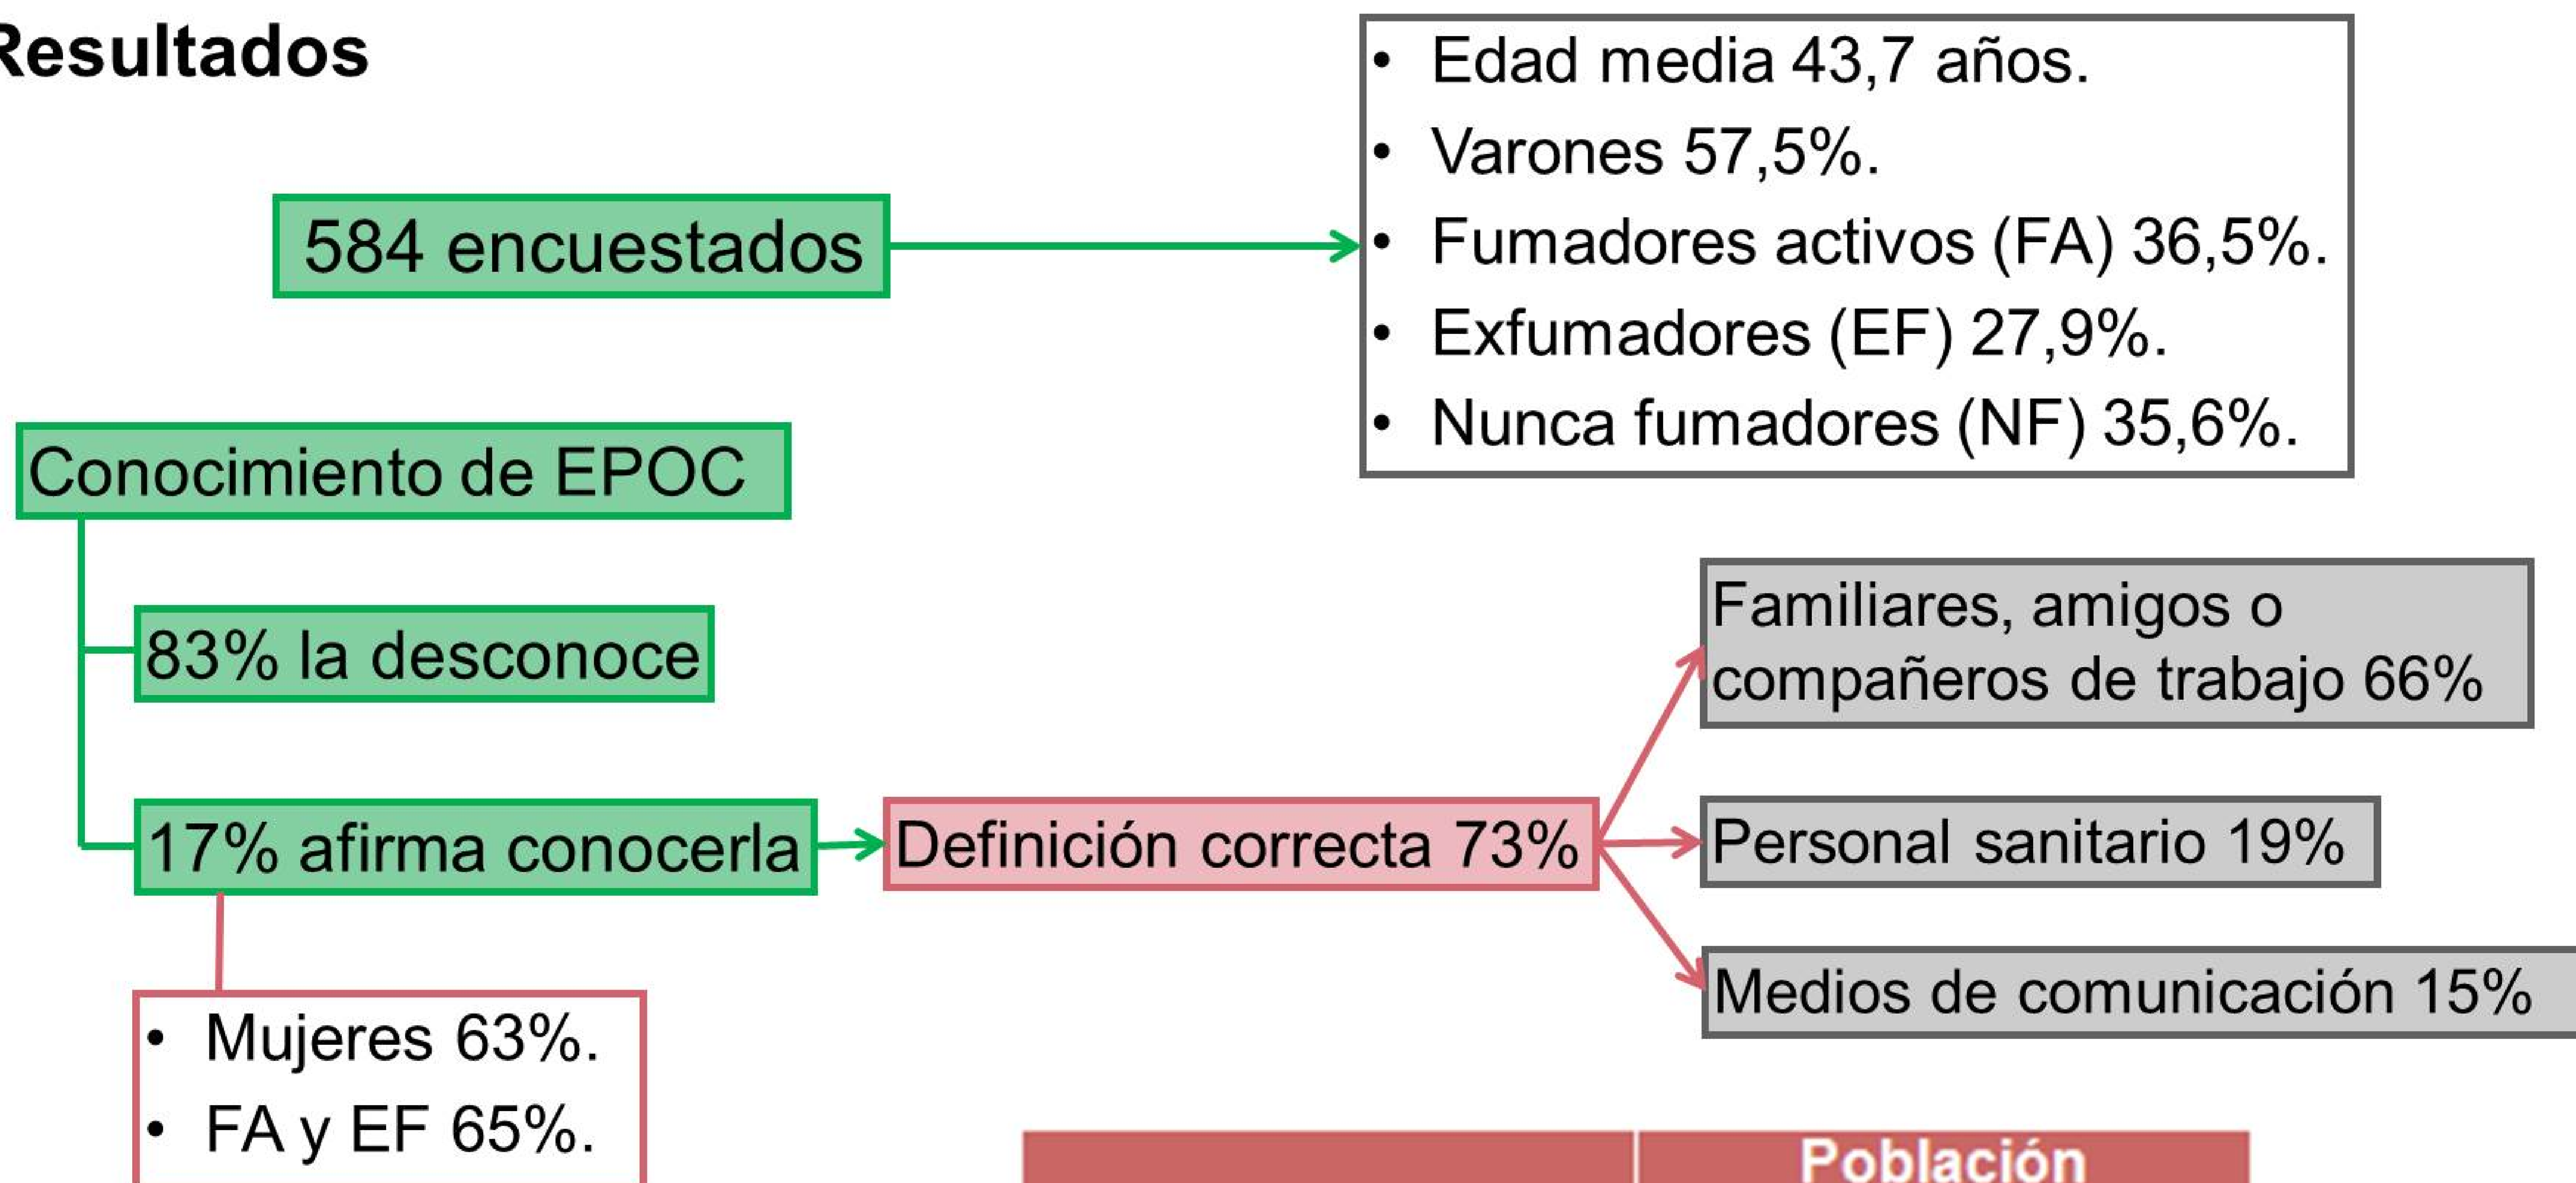 Resultados
• Edad media 43,7 años.
• Varones 57,5%.
• Fumadores activos (FA) 36,5%.
• Exfumadores (EF) 27,9%.
• Nunca fumadores (NF) 35,6%.
584 encuestados
Conocimiento de EPOC
83% la desconoce
17% afirma conocerla
Definición correcta 73%
Familiares, amigos o
compañeros de trabajo 66%
Personal sanitario 19%
Medios de comunicación 15%
• Mujeres 63%.
• FA y EF 65%.
Población